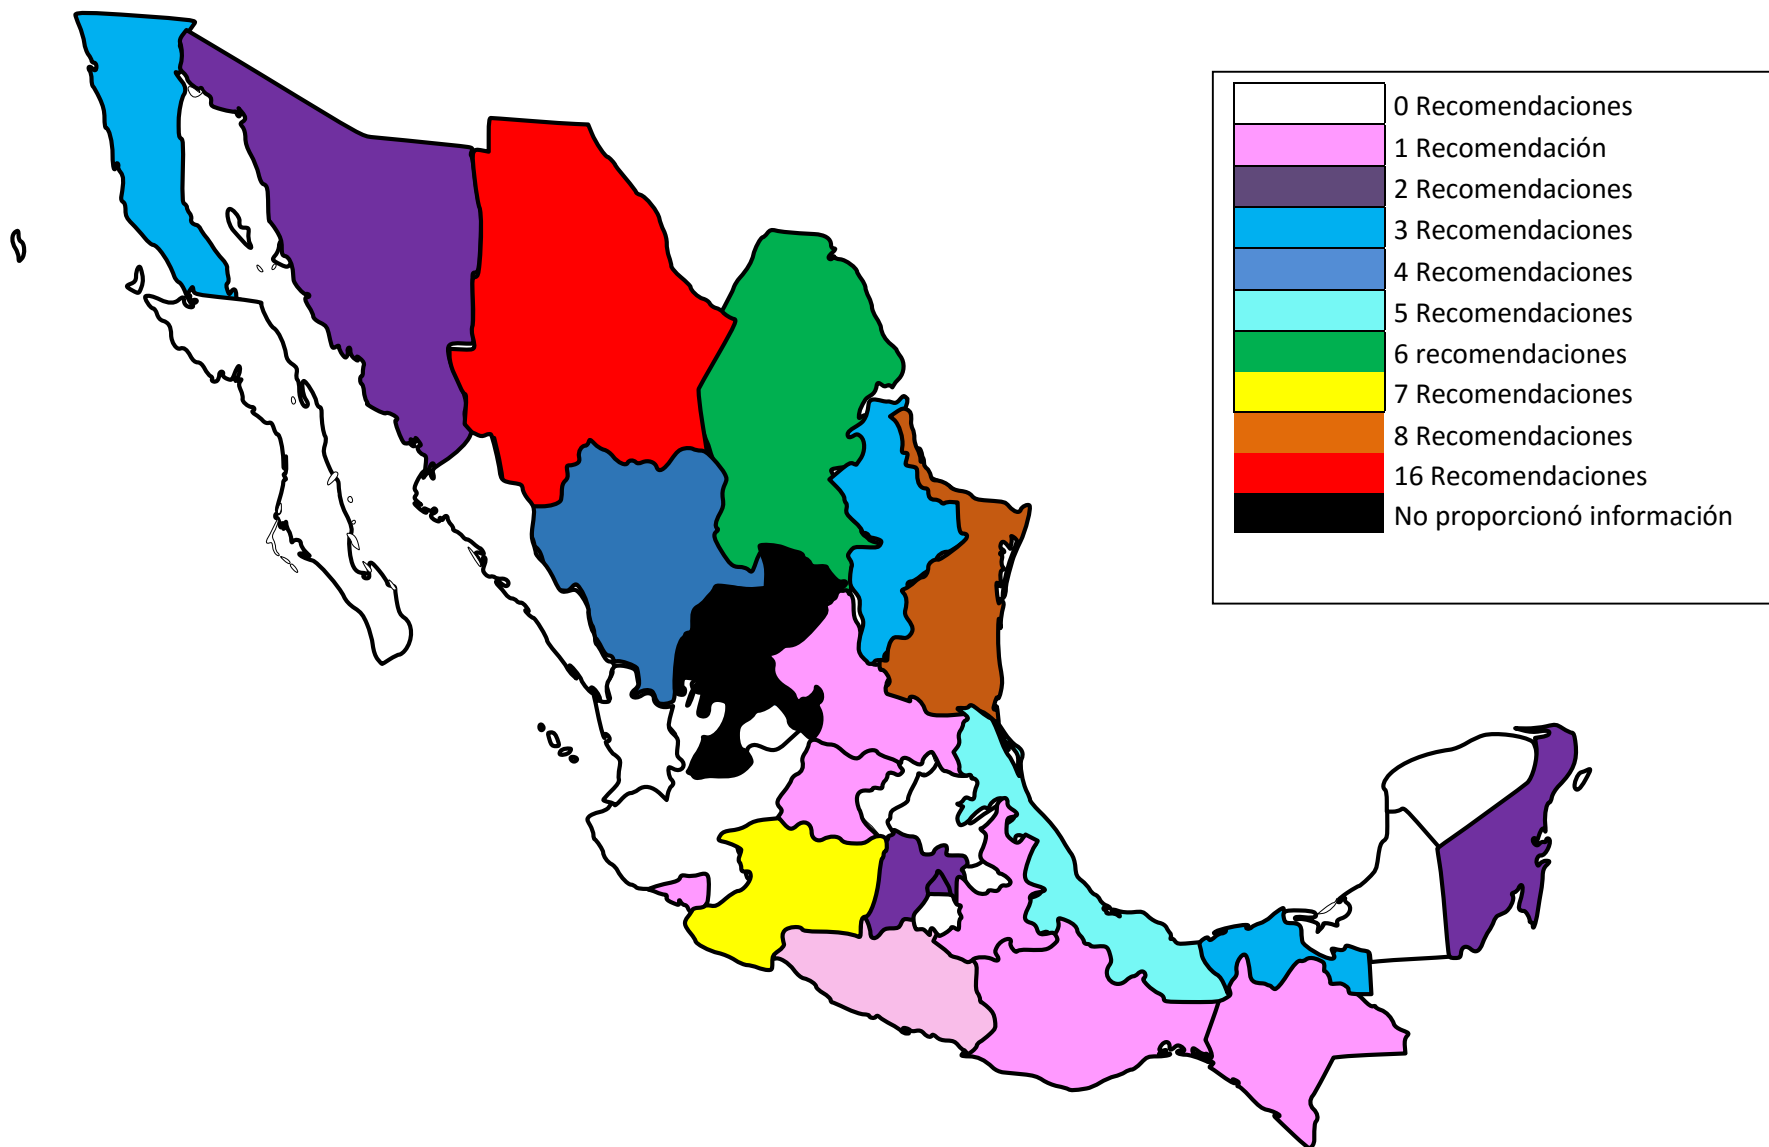 0 Recomendaciones
1 Recomendación
2 Recomendaciones
3 Recomendaciones
4 Recomendaciones
5 Recomendaciones
6 recomendaciones
7 Recomendaciones
8 Recomendaciones
16 Recomendaciones
No proporcionó información